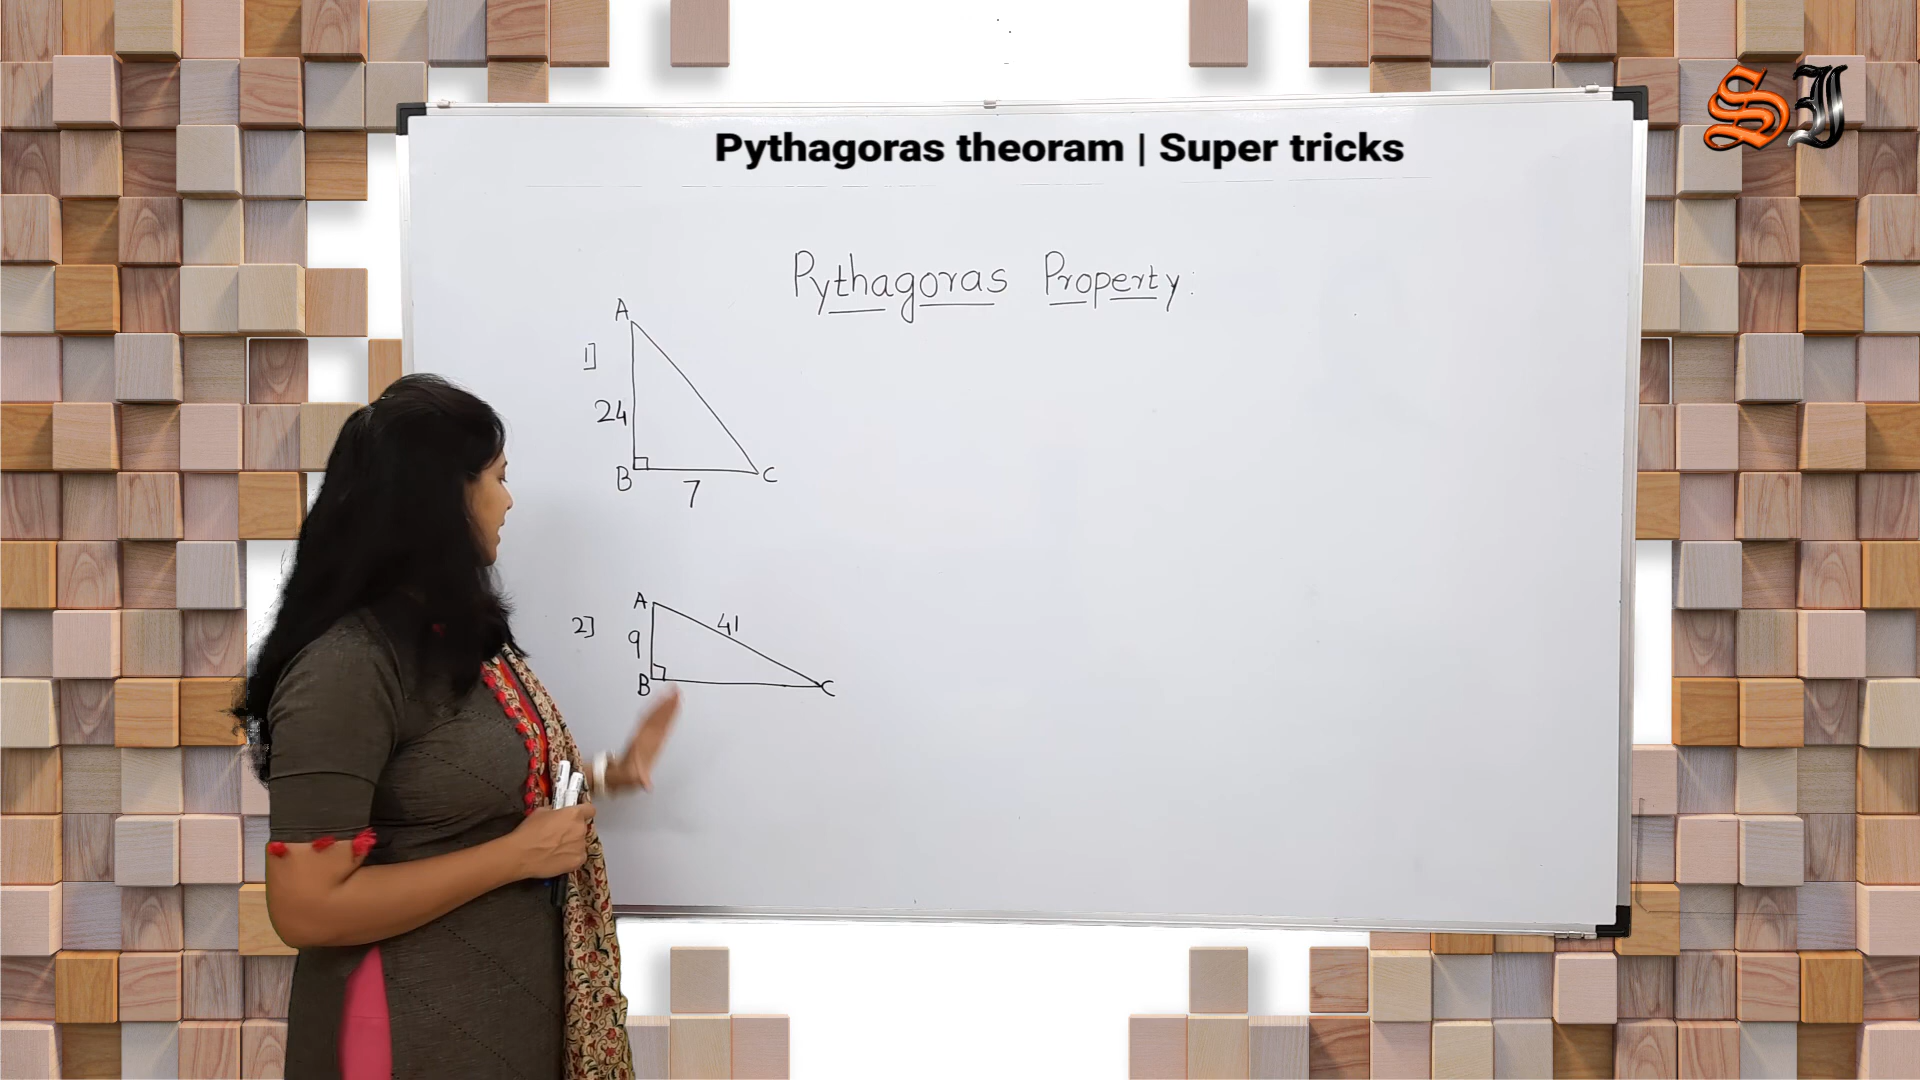 SJ
Pythagoras theoram | Super tricks
Pythagoras Property:
1]
A
24
B
7
C
2]
A
41
9
B
C